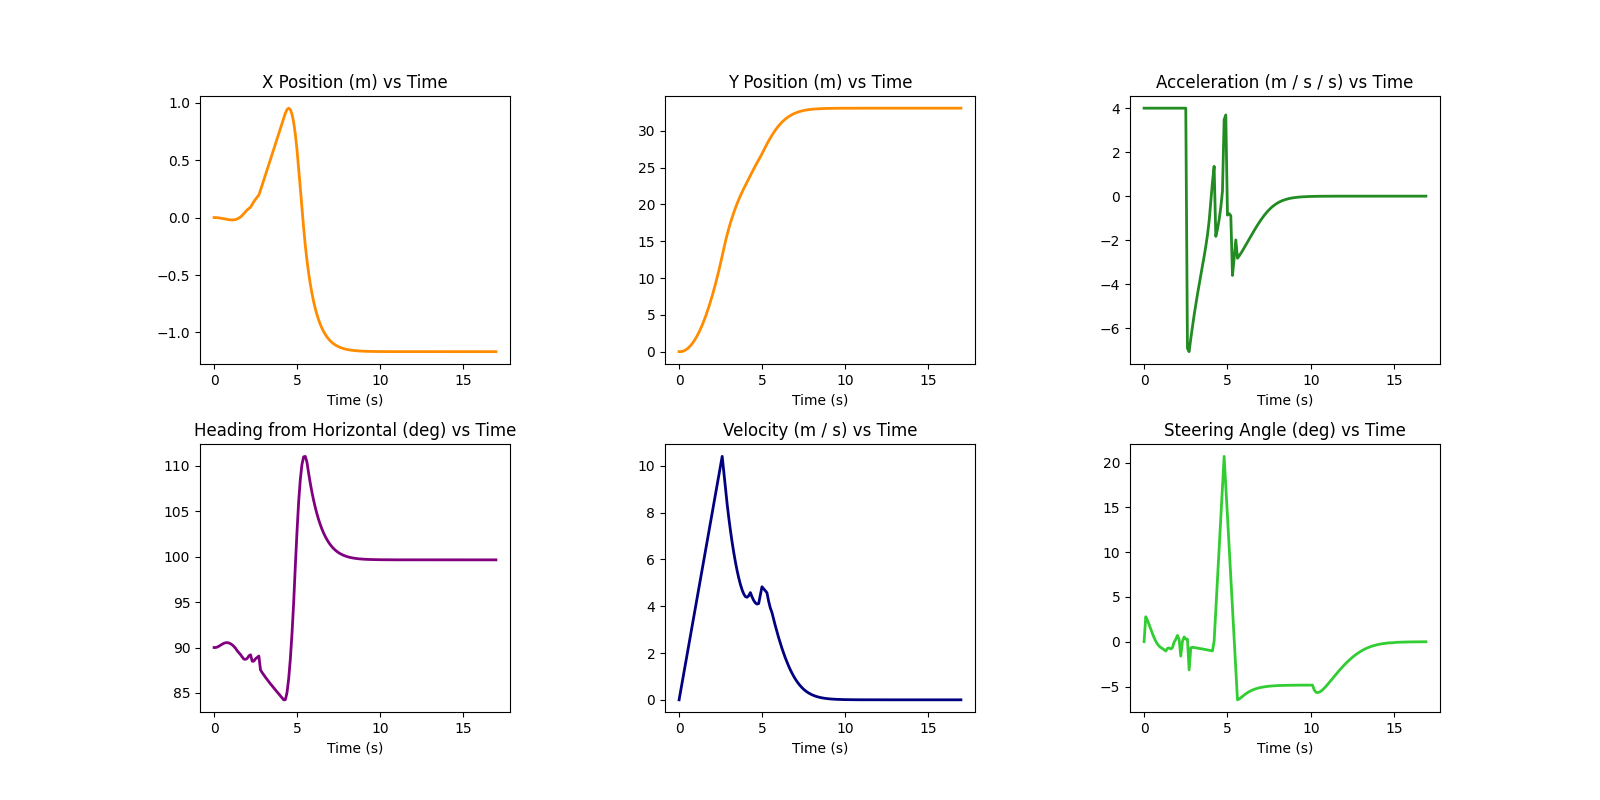 X Position (m) vs Time
1.0
0.5
0.0
−0.5
−1.0
0 5 10 15
Time (s)
Y Position (m) vs Time
30
25
20
15
10
5
0
0 5 10 15
Time (s)
Acceleration (m / s / s) vs Time
4
2
0
−2
−4
−6
0 5 10 15
Time (s)
Heading from Horizontal (deg) vs Time
110
105
100
95
90
85
0 5 10 15
Time (s)
Velocity (m / s) vs Time
10
8
6
4
2
0
0 5 10 15
Time (s)
Steering Angle (deg) vs Time
20
15
10
5
0
−5
0 5 10 15
Time (s)